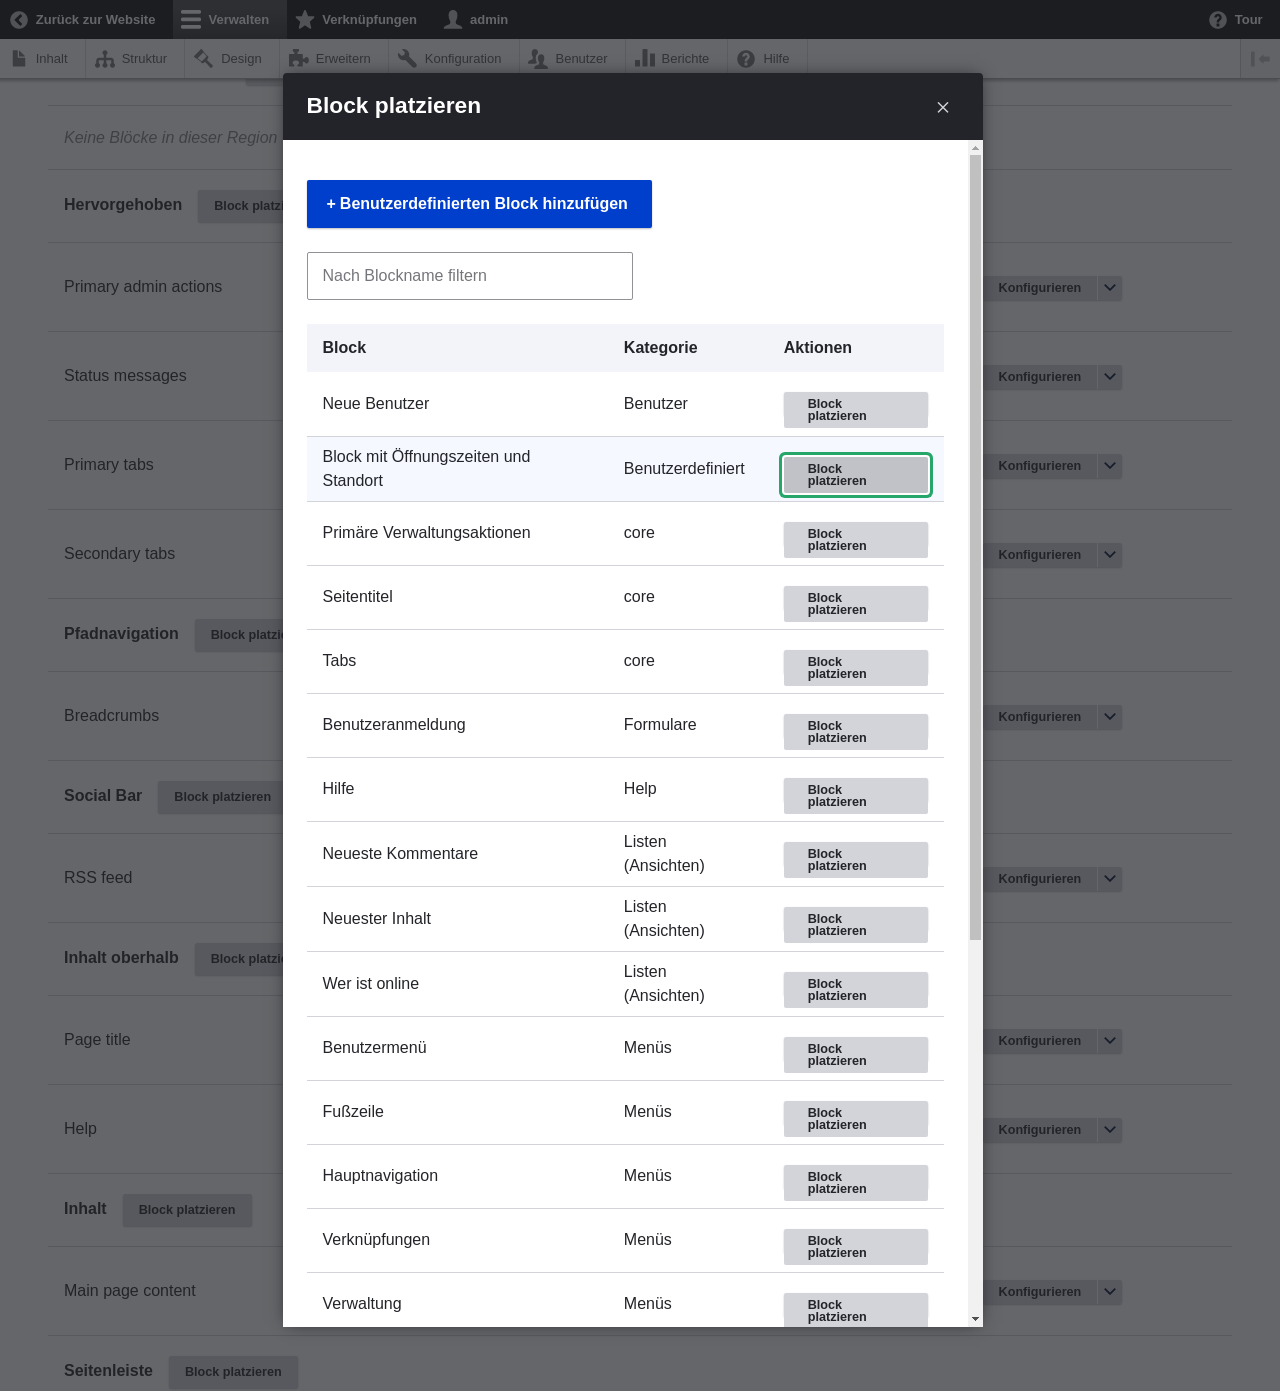 Zurück zur Website Verwalten Verknüpfungen admin Tour
Inhalt Struktur Design Erweitern Konfiguration Benutzer Berichte Hilfe
Block platzieren
Keine Blöcke in dieser Region
+ Benutzerdefinierten Block hinzufügen
Hervorgehoben Block platzi
Nach Blockname filtern
Primary admin actions Konfigurieren
Block Kategorie Aktionen
Status messages Konfigurieren
Neue Benutzer Benutzer Block
platzieren
Block mit Öffnungszeiten und
Standort Benutzerdefiniert Block
platzieren
Primary tabs Konfigurieren
Primäre Verwaltungsaktionen core Block
platzieren
Secondary tabs Konfigurieren
Seitentitel core Block
platzieren
Pfadnavigation Block platzie
Tabs core Block
platzieren
Breadcrumbs Konfigurieren
Benutzeranmeldung Formulare Block
platzieren
Hilfe Help Block
platzieren
Social Bar Block platzieren
Neueste Kommentare Listen
(Ansichten) Block
platzieren
RSS feed Konfigurieren
Neuester Inhalt Listen
(Ansichten) Block
platzieren
Inhalt oberhalb Block platzie
Wer ist online Listen
(Ansichten) Block
platzieren
Page title Konfigurieren
Benutzermenü Menüs Block
platzieren
Fußzeile Menüs Block
platzieren
Help Konfigurieren
Hauptnavigation Menüs Block
platzieren
Inhalt Block platzieren
Verknüpfungen Menüs Block
platzieren
Main page content Konfigurieren
Verwaltung Menüs Block
platzieren
Seitenleiste Block platzieren